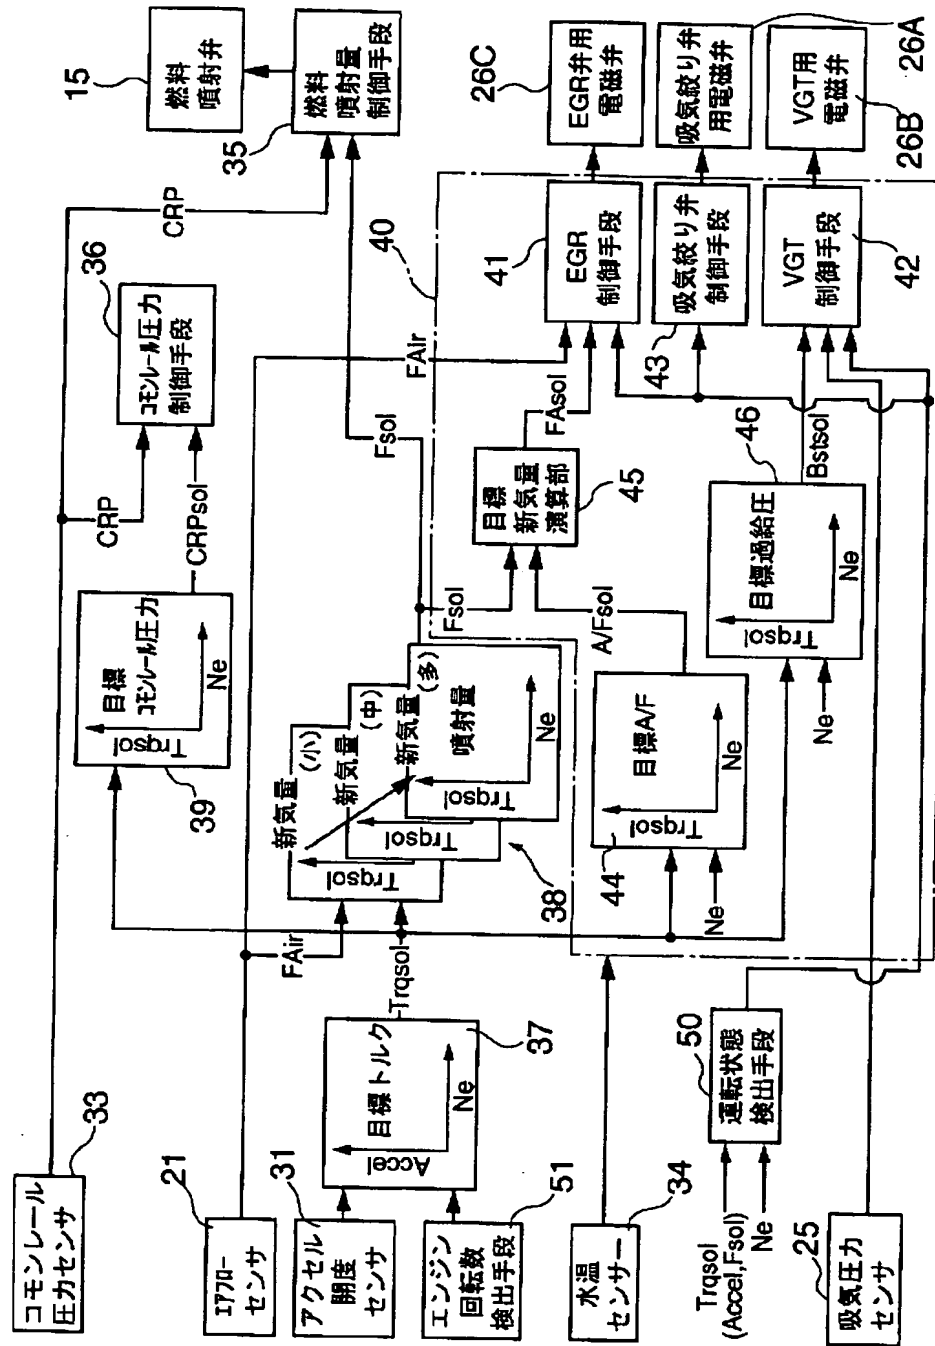 コモンレール
圧力センサ
33
エアフロー
センサ
21
アクセル
開度
センサ
31
エンジン
回転数
検出手段
51
水温
センサー
34
Trqsol
(Accel,Fsol)
Ne
運転状態
検出手段
50
吸気圧力
センサ
25
目標トルク
Accel
Ne
37
Trqsol
FAir
目標
コモンレール圧力
Trqsol
Ne
39
CRP
CRPsol
コモンレール圧力
制御手段
36
CRP
新気量(小)
Trqsol
新気量(中)
Trqsol
新気量(多)
噴射量
Trqsol
Ne
38
Fsol
Fsol
目標A/F
Trqsol
Ne
44
Ne
A/Fsol
目標
新気量
演算部
45
FAsol
FAir
目標過給圧
Trqsol
Ne
46
Ne
Bstsol
40
EGR
制御手段
41
吸気絞り弁
制御手段
43
VGT
制御手段
42
燃料
噴射量
制御手段
35
燃料
噴射弁
15
EGR弁用
電磁弁
26C
吸気絞り弁
用電磁弁
26A
VGT用
電磁弁
26B